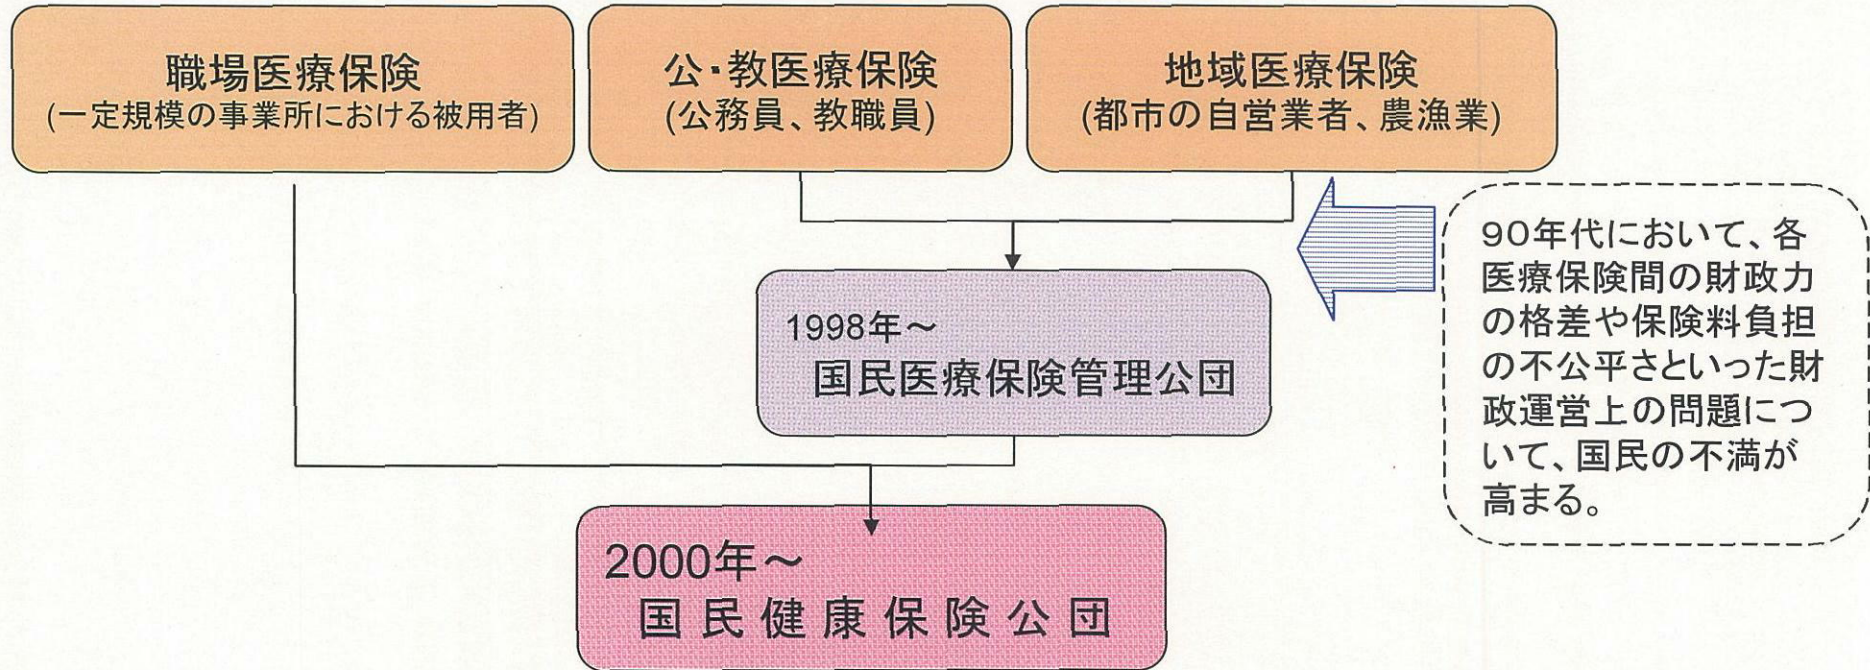 職場医療保険
(一定規模の事業所における被用者)
公・教医療保険
(公務員、教職員)
地域医療保険
(都市の自営業者、農漁業)
90年代において、各
医療保険間の財政力
の格差や保険料負担
の不公平さといった財
政運営上の問題につ
いて、国民の不満が
高まる。
1998年～
国民医療保険管理公団
2000年～
国民健康保険公団